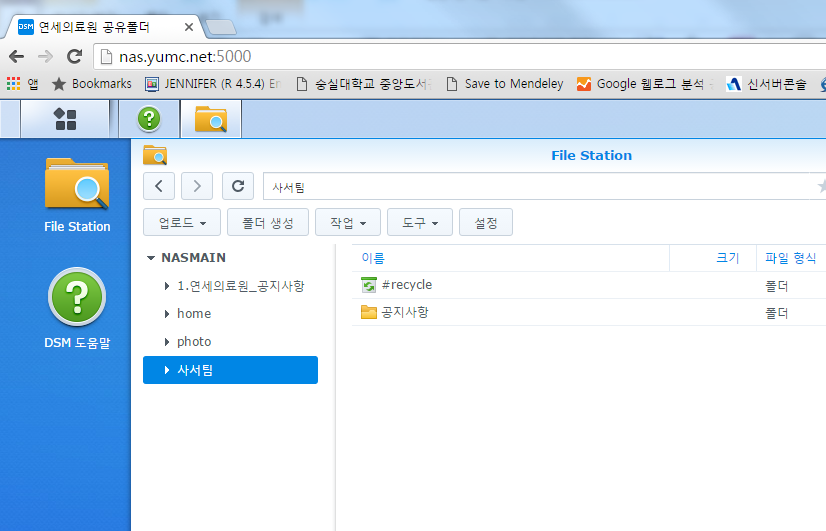 DSM 연세의료원 공유폴더
nas.yumc.net:5000
앱 Bookmarks JENNIFER (R 4.5.4) En 숭실대학교 중앙도서 Save to Mendeley Google 웹로그 분석 신서버콘솔
File Station
사서팀
업로드 폴더 생성 작업 도구 설정
File Station
DSM 도움말
NASMAIN
1.연세의료원_공지사항
home
photo
사서팀
이름 크기 파일 형식
#recycle 폴더
공지사항 폴더